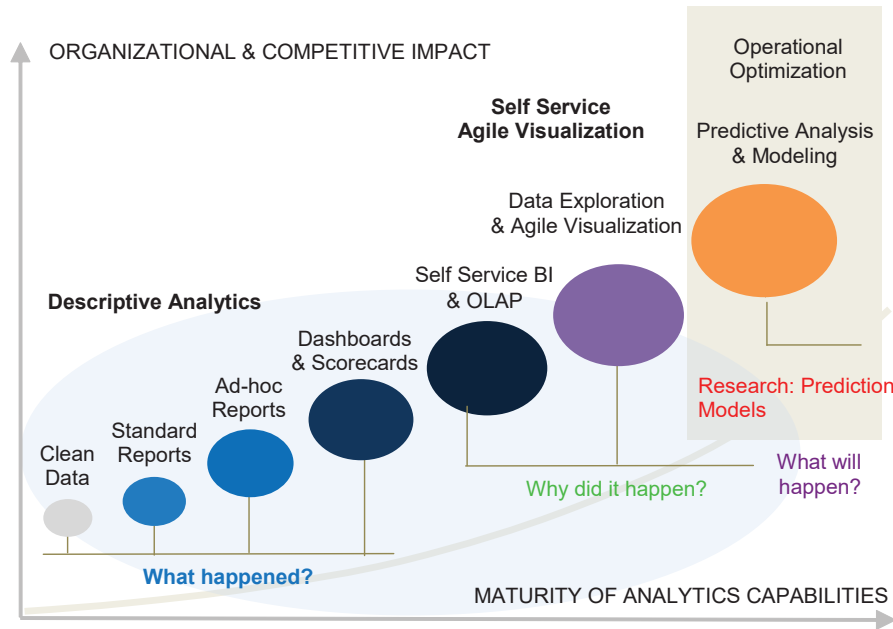 ORGANIZATIONAL & COMPETITIVE IMPACT
Operational
Optimization
Self Service
Agile Visualization
Predictive Analysis
& Modeling
Data Exploration
& Agile Visualization
Self Service BI
& OLAP
Descriptive Analytics
Dashboards
& Scorecards
Ad-hoc
Reports
Standard
Reports
Clean
Data
Research: Prediction
Models
What will
happen?
Why did it happen?
What happened?
MATURITY OF ANALYTICS CAPABILITIES